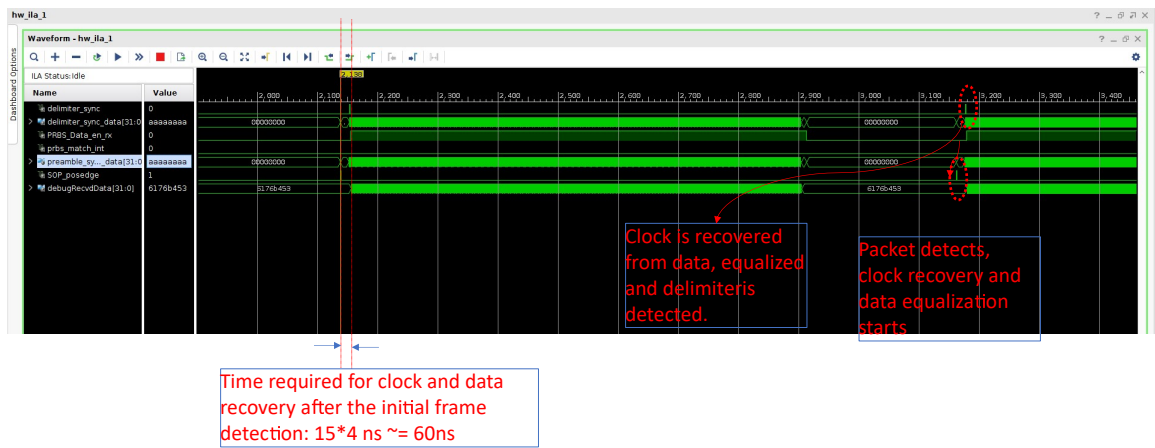 hw_ila_1
Waveform - hw_ila_1
Dashboard Options
ILA Status:Idle
2,138
Name Value
2,000 2,100 2,200 2,300 2,400 2,500 2,600 2,700 2,800 2,900 3,000 3,100 3,200 3,300 3,400
delimiter_sync 0
delimiter_sync_data[31:0 aaaaaaaa 00000000 00000000
PRBS_Data_en_rx 0
prbs_match_int 0
preamble_sy..._data[31:0 aaaaaaaa 00000000 00000000
SOP_posedge 1
debugRecvdData[31:0] 6176b453 6176b453 6176b453
Clock is recovered
from data, equalized
and delimiteris
detected.
Packet detects,
clock recovery and
data equalization
starts
Time required for clock and data
recovery after the initial frame
detection: 15*4 ns ~= 60ns